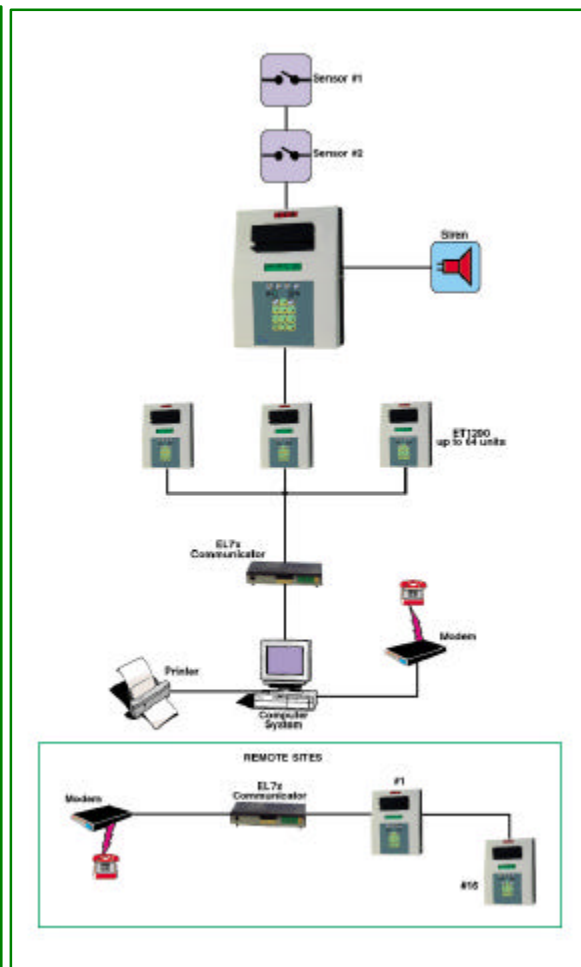 Sensor #1
Sensor #2
Siren
ET1290
up to 64 units
EL7x
Communicator
Modem
Printer
Computer
System
REMOTE SITES
#1
EL7x
Communicator
Modem
#16